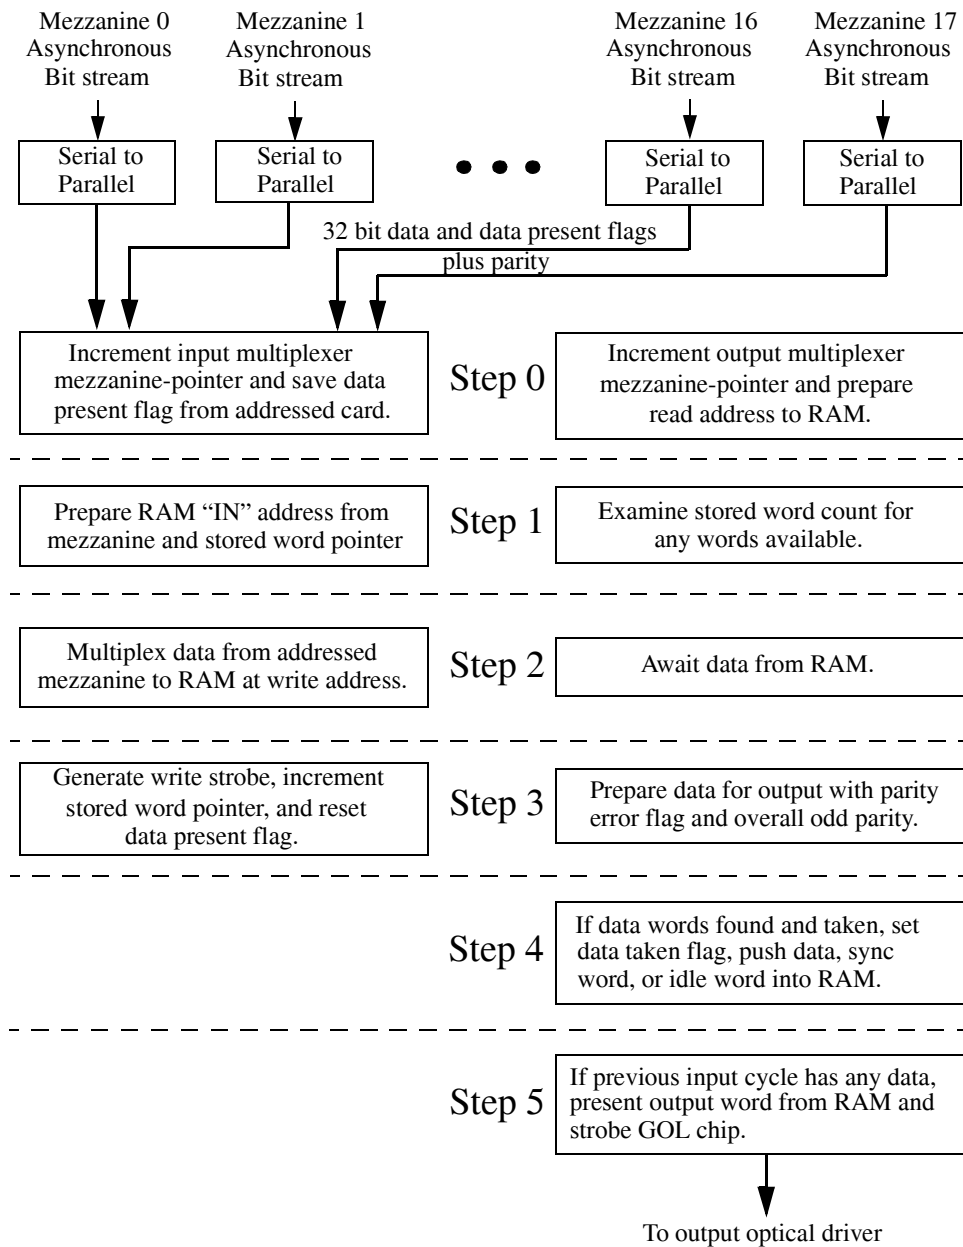 Mezzanine 0
Asynchronous
Bit stream
Mezzanine 1
Asynchronous
Bit stream
Mezzanine 16
Asynchronous
Bit stream
Mezzanine 17
Asynchronous
Bit stream
Serial to
Parallel
Serial to
Parallel
• • •
Serial to
Parallel
Serial to
Parallel
32 bit data and data present flags
plus parity
Increment input multiplexer
mezzanine-pointer and save data
present flag from addressed card.
Step 0
Increment output multiplexer
mezzanine-pointer and prepare
read address to RAM.
Prepare RAM “IN” address from
mezzanine and stored word pointer
Step 1
Examine stored word count for
any words available.
Multiplex data from addressed
mezzanine to RAM at write address.
Step 2
Await data from RAM.
Generate write strobe, increment
stored word pointer, and reset
data present flag.
Step 3
Prepare data for output with parity
error flag and overall odd parity.
Step 4
If data words found and taken, set
data taken flag, push data, sync
word, or idle word into RAM.
Step 5
If previous input cycle has any data,
present output word from RAM and
strobe GOL chip.
To output optical driver